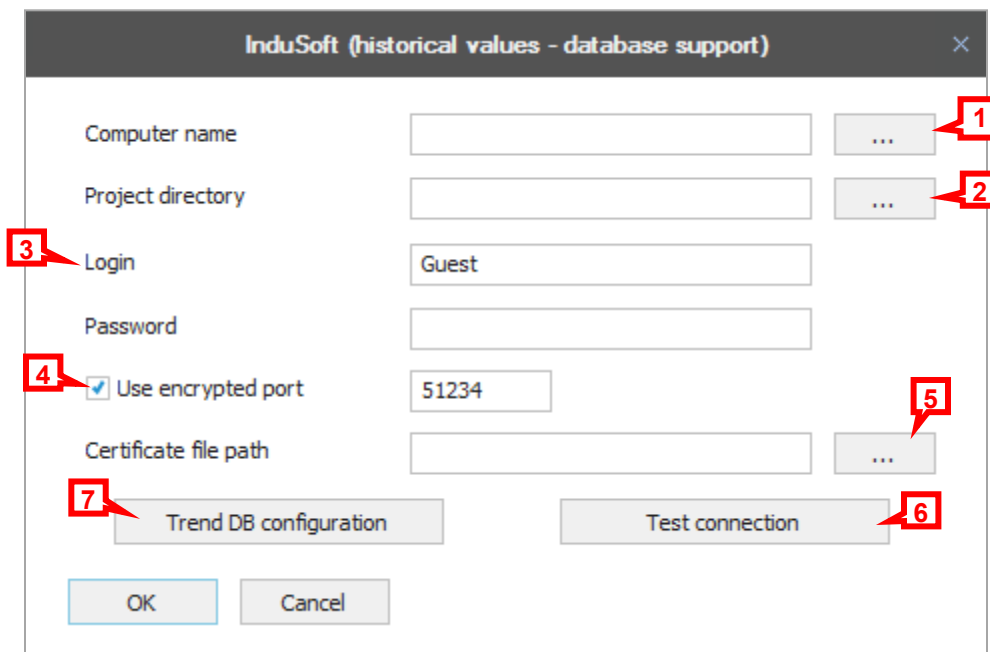 InduSoft (historical values - database support) ×
Computer name ... 1
Project directory ... 2
3 Login Guest
Password
4 Use encrypted port 51234
5
Certificate file path ...
7 Trend DB configuration Test connection 6
OK Cancel